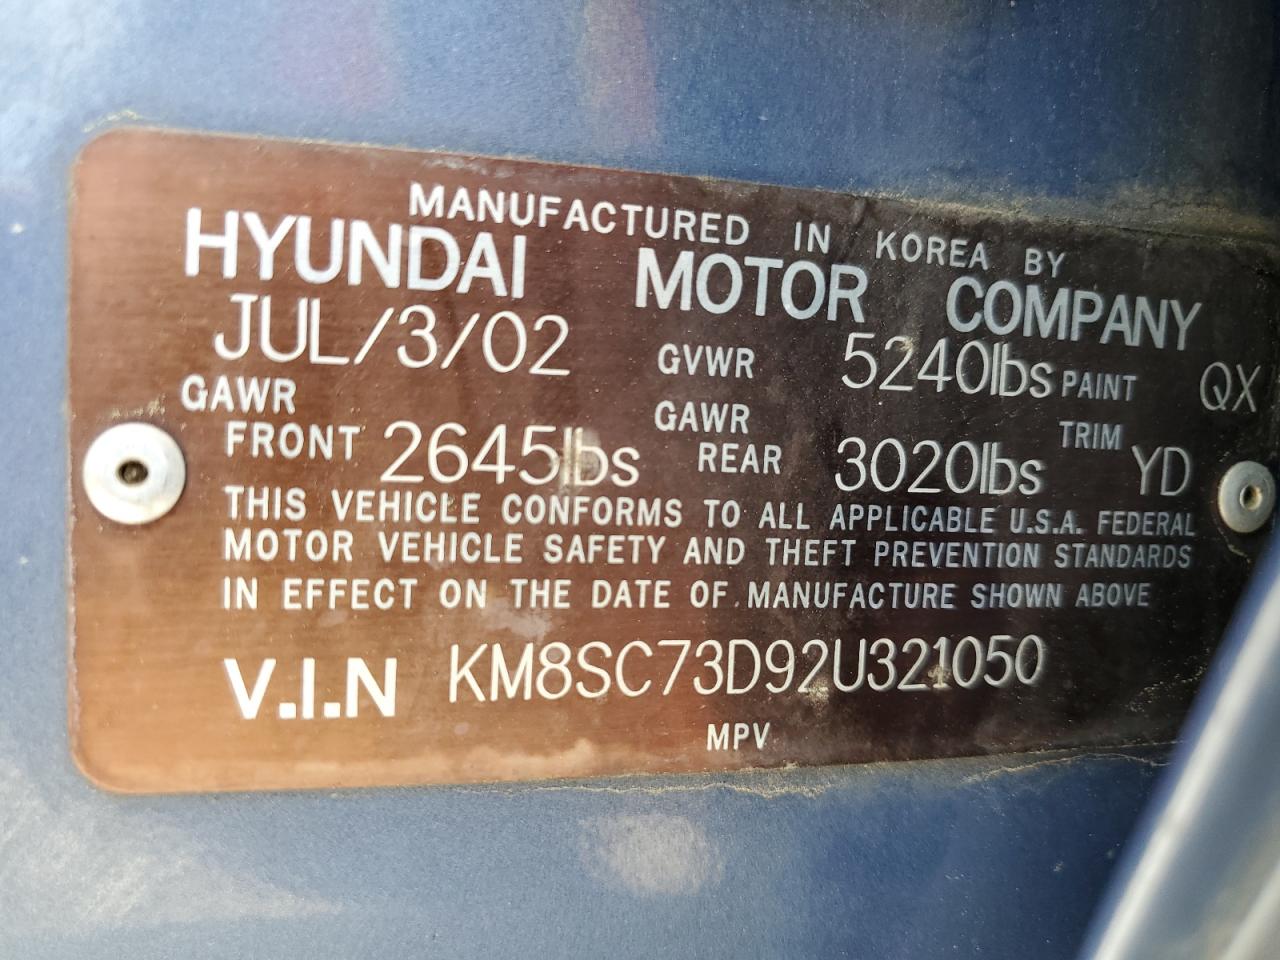 MANUFACTURED IN KOREA BY
HYUNDAI MOTOR COMPANY
JUL/3/02 GVWR 5240lbs PAINT QX
GAWR FRONT 2645lbs GAWR REAR 3020lbs TRIM YD
THIS VEHICLE CONFORMS TO ALL APPLICABLE U.S.A. FEDERAL
MOTOR VEHICLE SAFETY AND THEFT PREVENTION STANDARDS
IN EFFECT ON THE DATE OF MANUFACTURE SHOWN ABOVE
V.I.N KM8SC73D92U321050
MPV